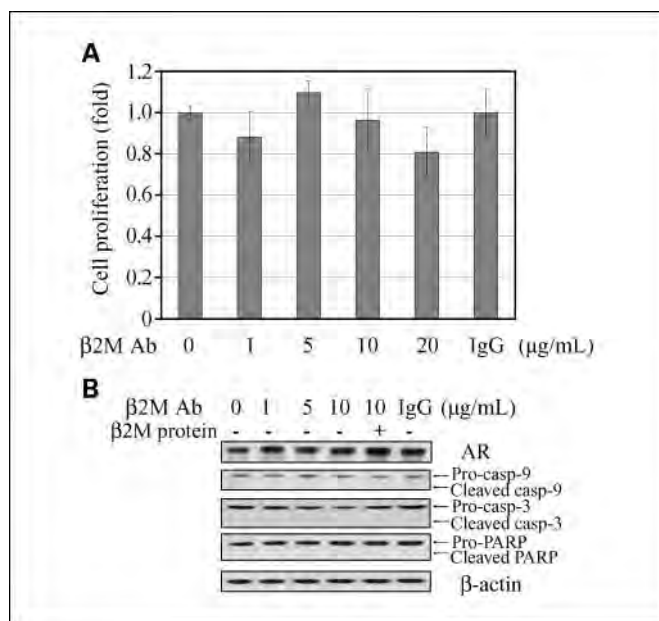 A
1.2
1.0
0.8
0.6
0.4
0.2
0
Cell proliferation (fold)
β2M Ab 0 1 5 10 20 IgG (μg/mL)
B
β2M Ab 0 1 5 10 10 IgG (μg/mL)
β2M protein - - - - + -
AR
Pro-casp-9
Cleaved casp-9
Pro-casp-3
Cleaved casp-3
Pro-PARP
Cleaved PARP
β-actin